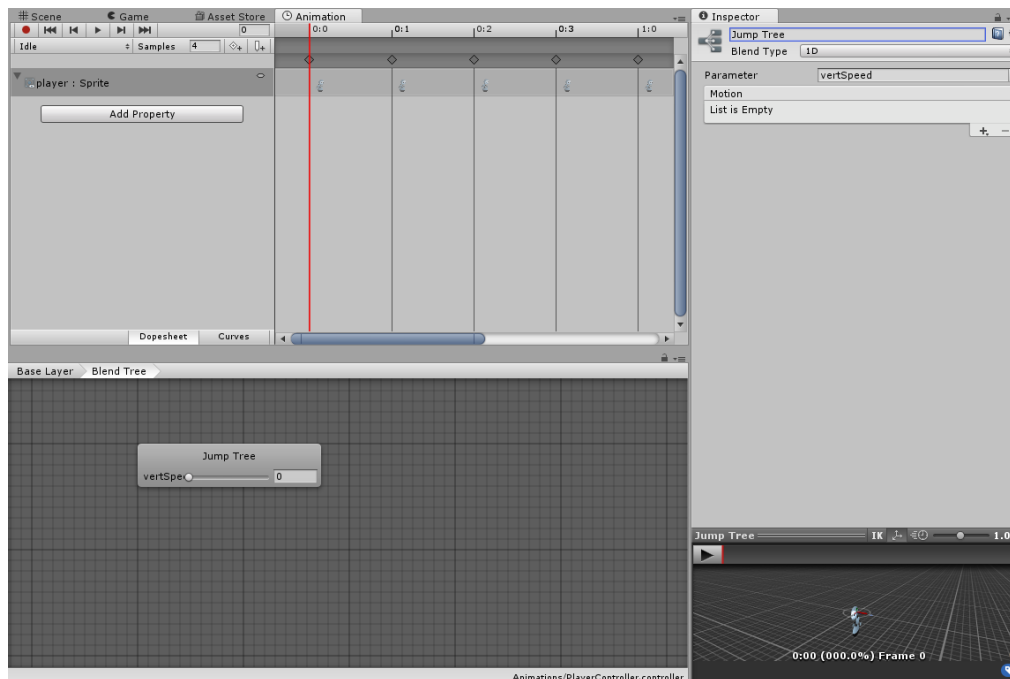 Scene Game Asset Store Animation
0 0:0 0:1 0:2 0:3 1:0
Idle Samples 4
player : Sprite
Add Property
Dopesheet Curves
Base Layer Blend Tree
Jump Tree
vertSpe 0
Animations/PlayerController.controller
Inspector
Jump Tree
Blend Type 1D
Parameter vertSpeed
Motion
List is Empty
Jump Tree IK 1.0
0:00 (000.0%) Frame 0